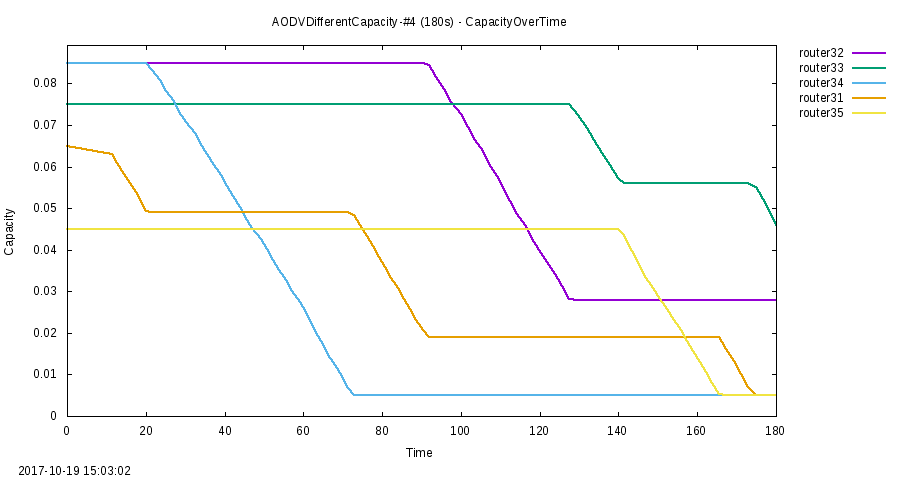 AODVDifferentCapacity-#4 (180s) - CapacityOverTime
router32
router33
router34
router31
router35
0.08
0.07
0.06
0.05
0.04
0.03
0.02
0.01
0
Capacity
0 20 40 60 80 100 120 140 160 180
Time
2017-10-19 15:03:02